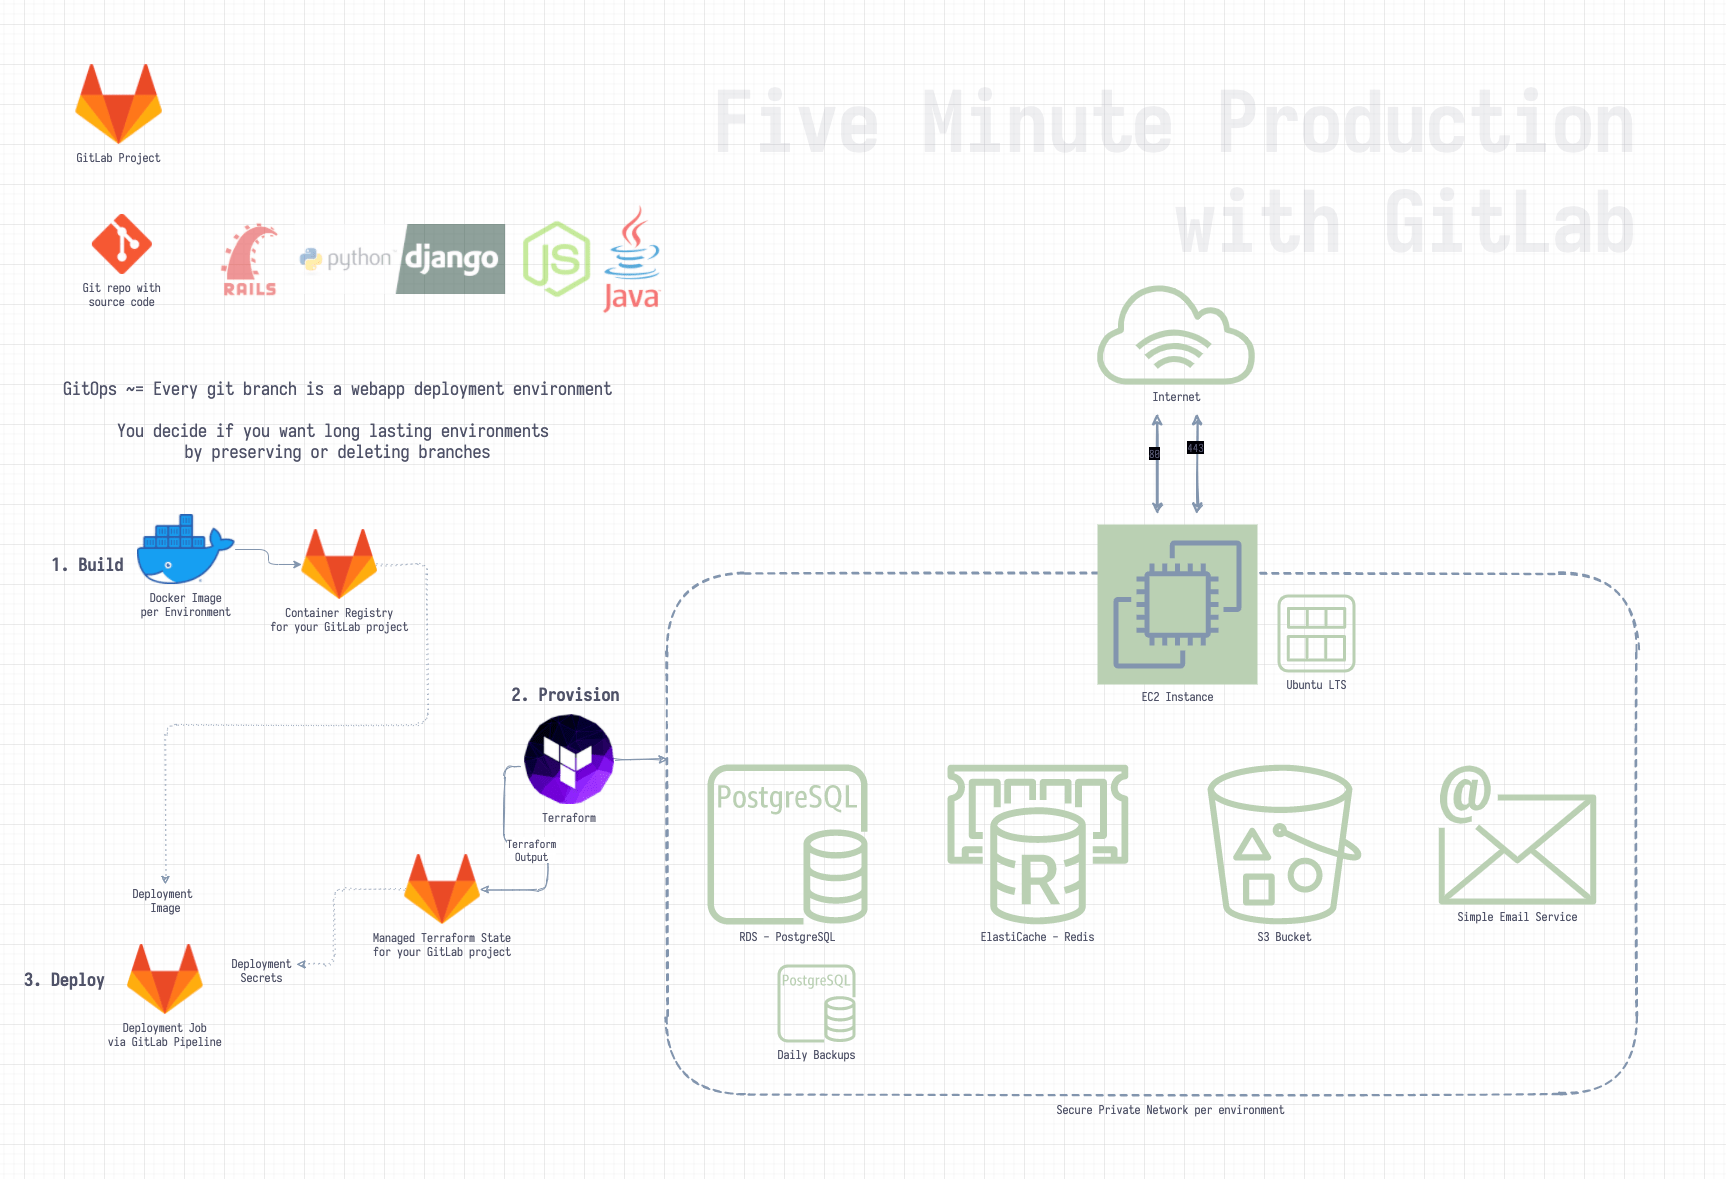 Five Minute Production
with GitLab
GitLab Project
Git repo with
source code
RAILS
python
django
JS
Java
GitOps ~= Every git branch is a webapp deployment environment
You decide if you want long lasting environments
by preserving or deleting branches
Internet
80
443
1. Build
Docker Image
per Environment
Container Registry
for your GitLab project
2. Provision
Terraform
Terraform
Output
Managed Terraform State
for your GitLab project
Deployment
Image
3. Deploy
Deployment
Secrets
Deployment Job
via GitLab Pipeline
EC2 Instance
Ubuntu LTS
PostgreSQL
RDS - PostgreSQL
R
ElastiCache - Redis
S3 Bucket
@
Simple Email Service
PostgreSQL
Daily Backups
Secure Private Network per environment